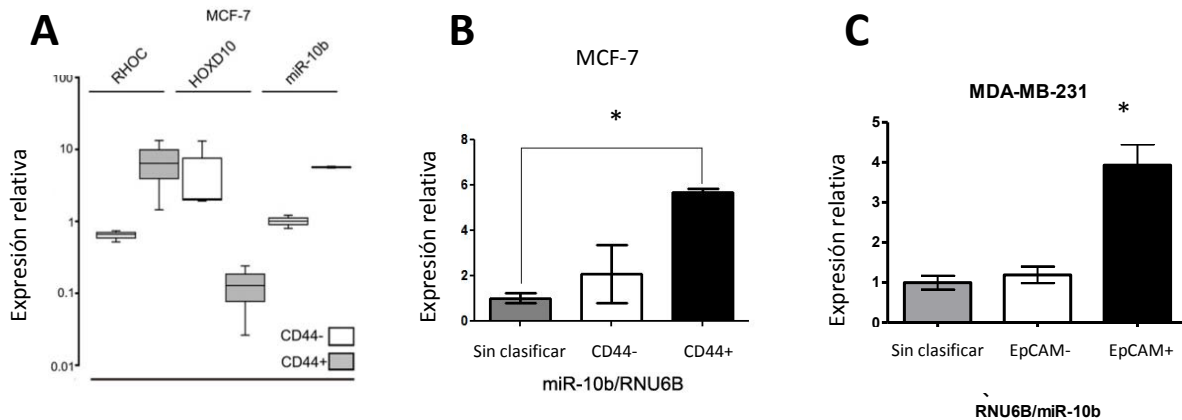 A
MCF-7
RHOC
HOXD10
miR-10b
Expresión relativa
100
10
1
0.1
0.01
CD44-
CD44+
B
MCF-7
*
Expresión relativa
8
6
4
2
0
Sin clasificar CD44- CD44+
miR-10b/RNU6B
C
MDA-MB-231
*
Expresión relativa
5
4
3
2
1
0
Sin clasificar EpCAM- EpCAM+
`
RNU6B/miR-10b